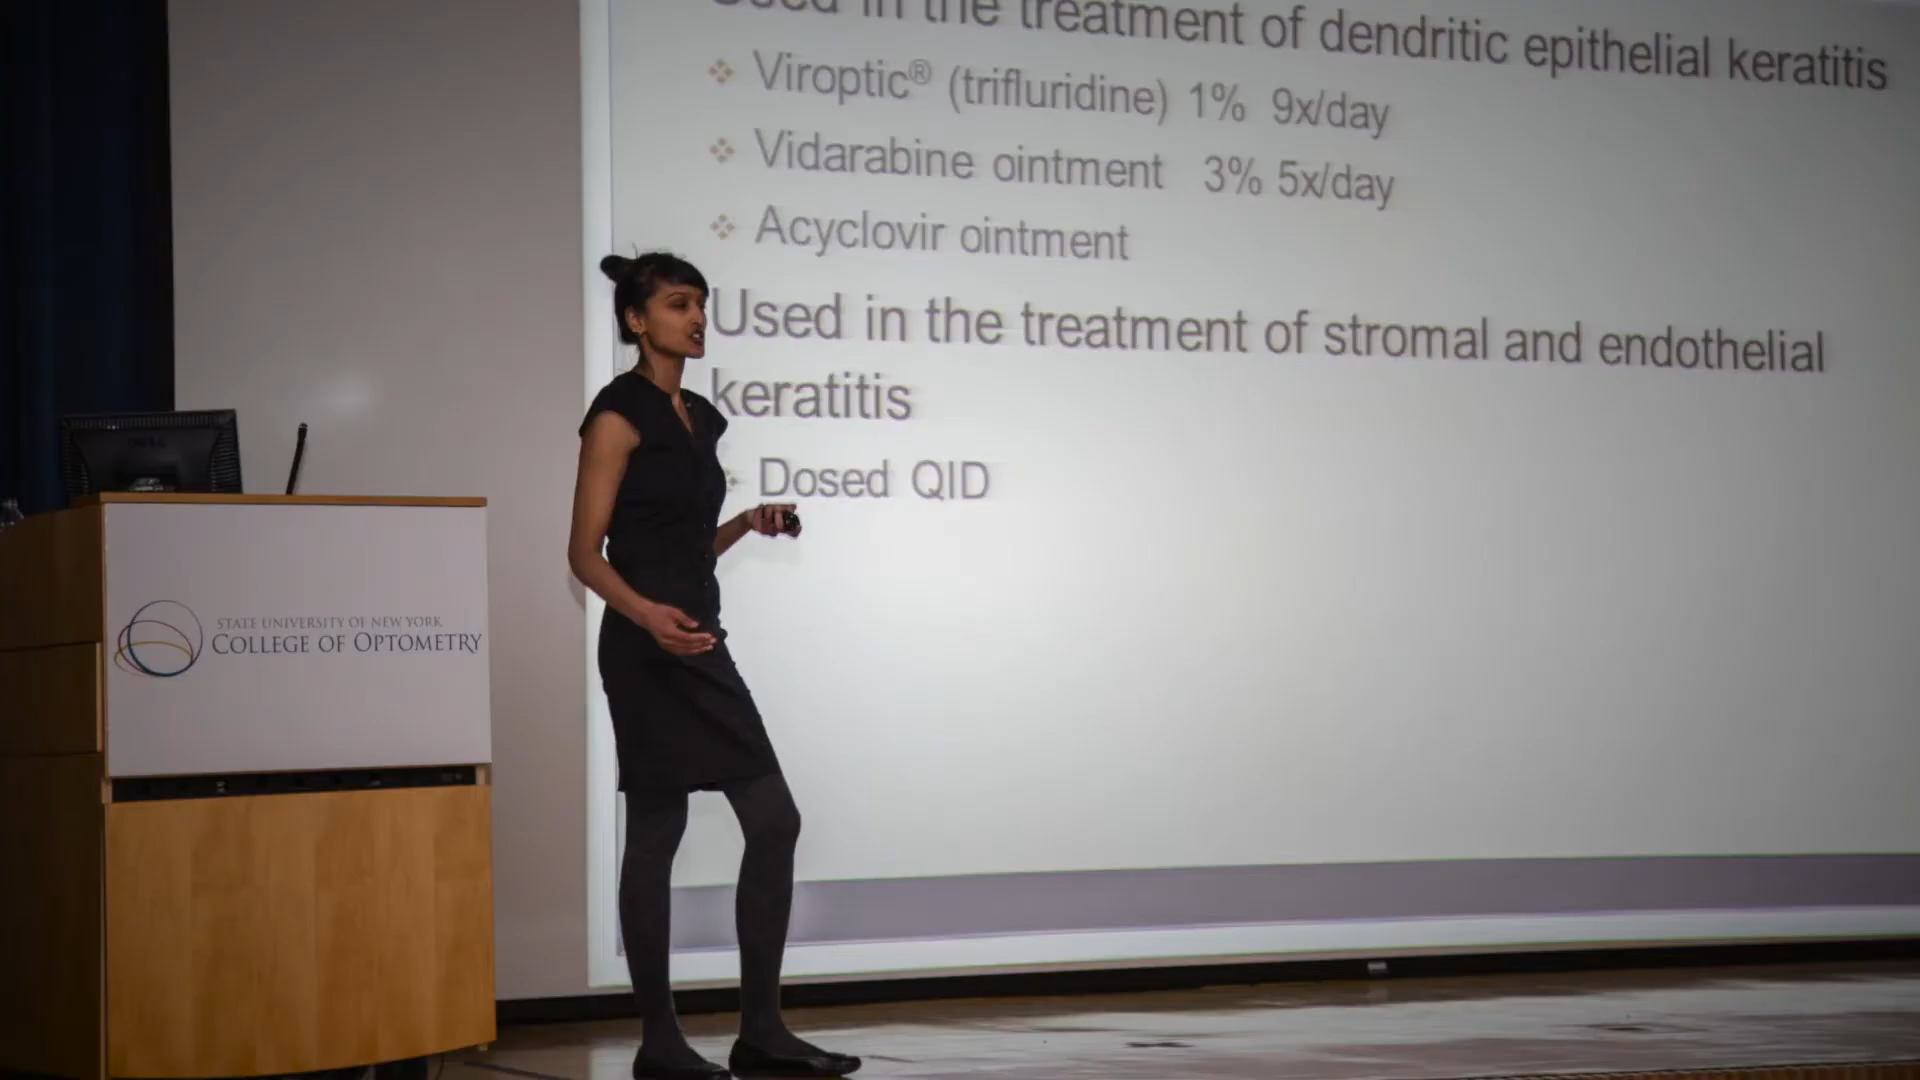 Used in the treatment of dendritic epithelial keratitis
Viroptic® (trifluridine) 1% 9x/day
Vidarabine ointment 3% 5x/day
Acyclovir ointment
Used in the treatment of stromal and endothelial
keratitis
Dosed QID
DELL
STATE UNIVERSITY OF NEW YORK
COLLEGE OF OPTOMETRY